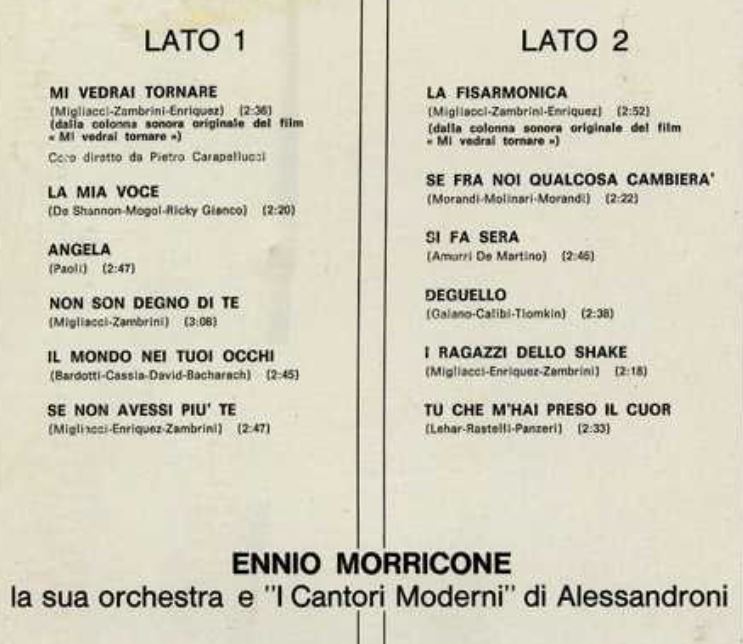 LATO 1
MI VEDRAI TORNARE
(Migliacci-Zambrini-Enriquez) (2:36)
(dalla colonna sonora originale del film
« Mi vedrai tornare »)
Coro diretto da Pietro Carapellucci
LA MIA VOCE
(De Shannon-Mogol-Ricky Gianco) (2:20)
ANGELA
(Paoli) (2:47)
NON SON DEGNO DI TE
(Migliacci-Zambrini) (3:08)
IL MONDO NEI TUOI OCCHI
(Bardotti-Cassia-David-Bacharach) (2:45)
SE NON AVESSI PIU' TE
(Migliacci-Enriquez-Zambrini) (2:47)
LATO 2
LA FISARMONICA
(Migliacci-Zambrini-Enriquez) (2:52)
(dalla colonna sonora originale del film
« Mi vedrai tornare »)
SE FRA NOI QUALCOSA CAMBIERA'
(Morandi-Molinari-Morandi) (2:22)
SI FA SERA
(Amurri De Martino) (2:46)
DEGUELLO
(Gaiano-Calibi-Tiomkin) (2:38)
I RAGAZZI DELLO SHAKE
(Migliacci-Enriquez-Zambrini) (2:18)
TU CHE M'HAI PRESO IL CUOR
(Lehar-Rastelli-Panzeri) (2:33)
ENNIO MORRICONE
la sua orchestra e "I Cantori Moderni" di Alessandroni